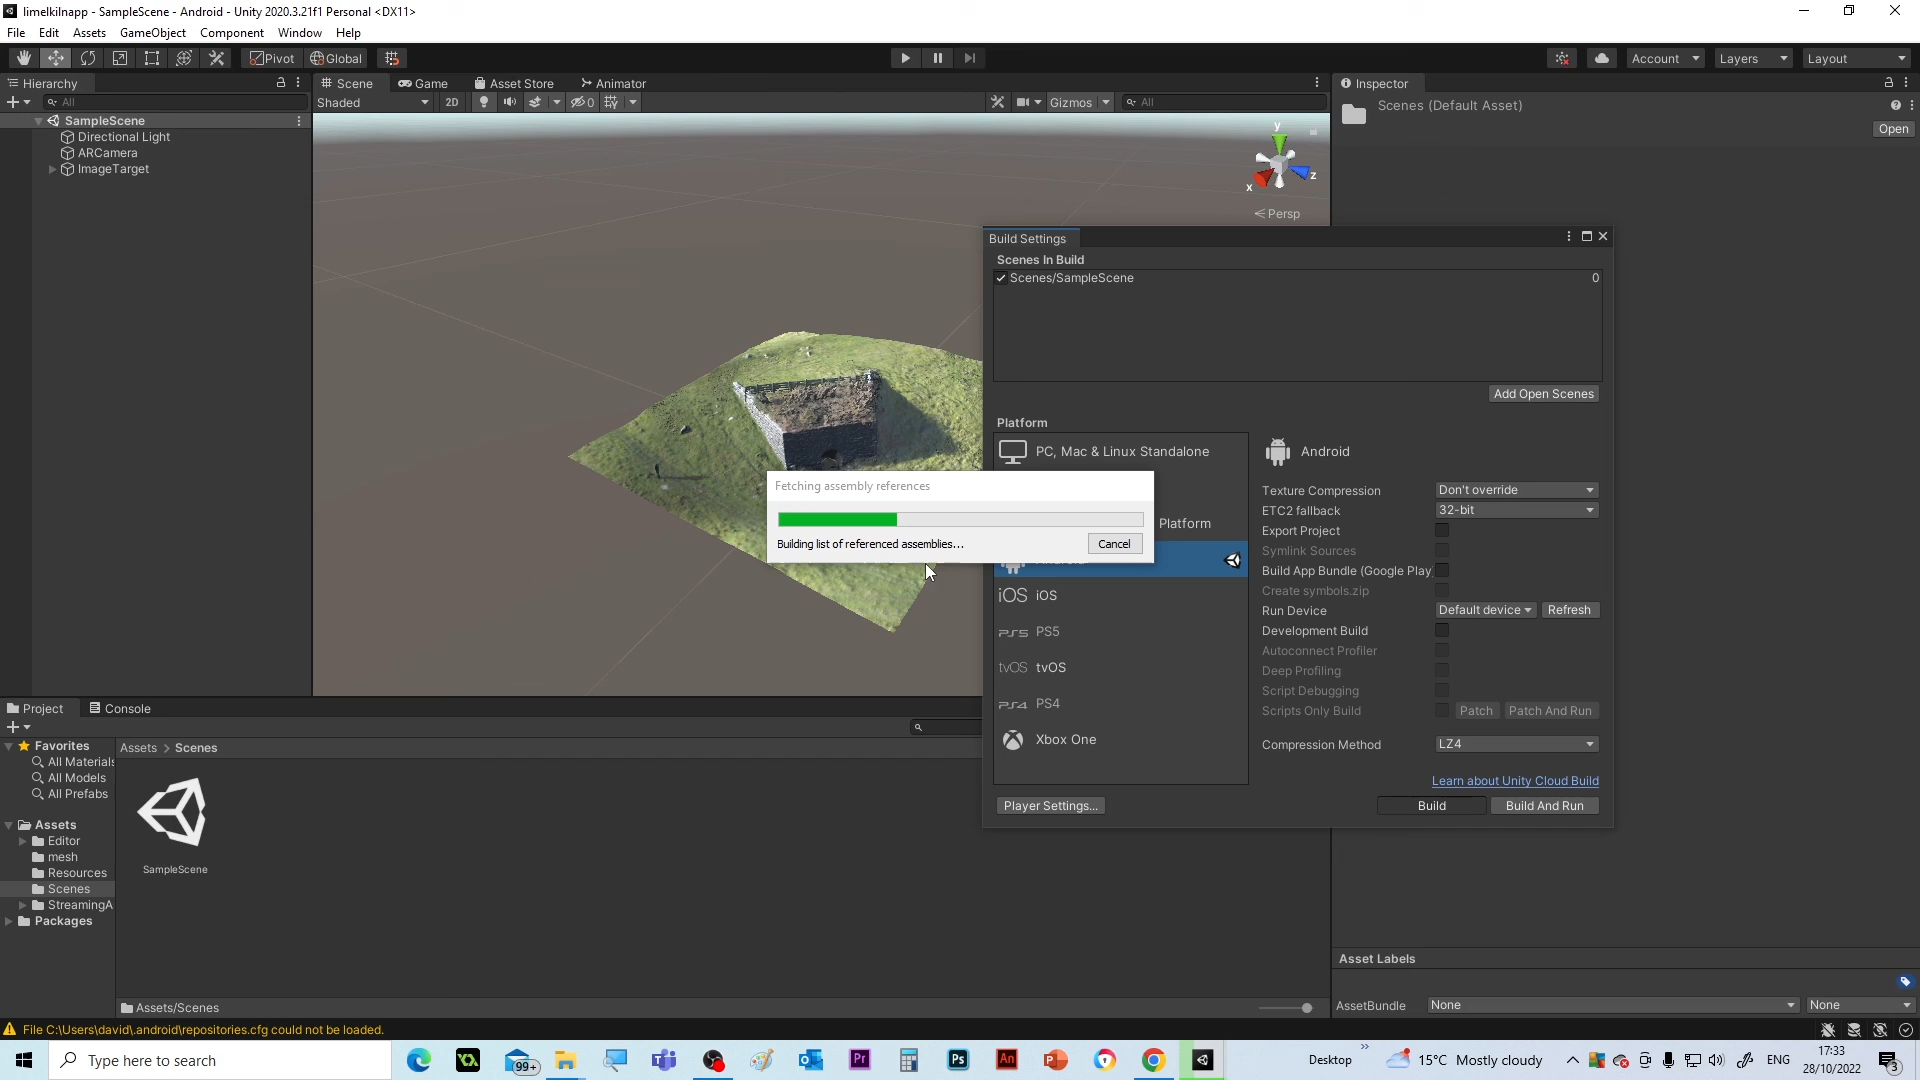 limelkilnapp - SampleScene - Android - Unity 2020.3.21f1 Personal <DX11>
File Edit Assets GameObject Component Window Help
Pivot Global Account Layers Layout
Hierarchy Scene Game Asset Store Animator Inspector
All Shaded 2D 0 Gizmos All
Scenes (Default Asset)
Open
SampleScene
Directional Light
ARCamera
ImageTarget
y
x z
Persp
Build Settings
Scenes In Build
Scenes/SampleScene 0
Add Open Scenes
Platform
PC, Mac & Linux Standalone
Platform
iOS iOS
PS5 PS5
tvOS tvOS
PS4 PS4
Xbox One
Android
Texture Compression Don't override
ETC2 fallback 32-bit
Export Project
Symlink Sources
Build App Bundle (Google Play
Create symbols.zip
Run Device Default device Refresh
Development Build
Autoconnect Profiler
Deep Profiling
Script Debugging
Scripts Only Build Patch Patch And Run
Compression Method LZ4
Learn about Unity Cloud Build
Player Settings... Build Build And Run
Fetching assembly references
Building list of referenced assemblies... Cancel
Project Console
Favorites
All Materials
All Models
All Prefabs
Assets
Editor
mesh
Resources
Scenes
StreamingA
Packages
Assets > Scenes
SampleScene
Assets/Scenes
Asset Labels
AssetBundle None None
File C:\Users\david\.android\repositories.cfg could not be loaded.
Type here to search 99+ Pr Ps An Desktop 15°C Mostly cloudy ENG 17:33
28/10/2022 3